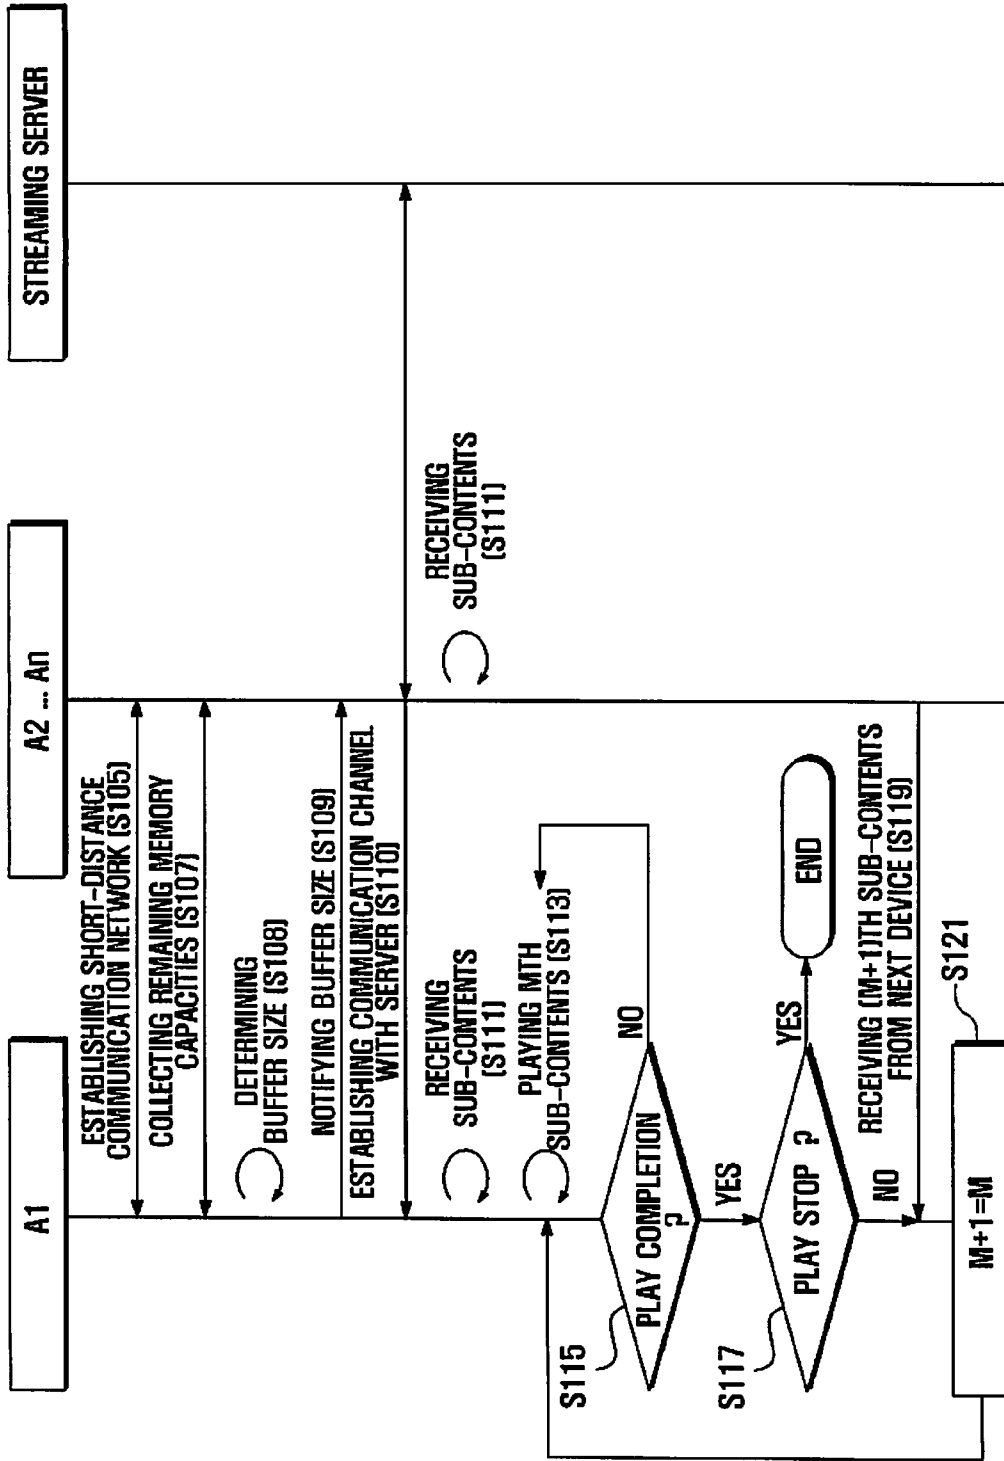 A1
A2 ... An
STREAMING SERVER
ESTABLISHING SHORT-DISTANCE
COMMUNICATION NETWORK (S105)
COLLECTING REMAINING MEMORY
CAPACITIES (S107)
DETERMINING
BUFFER SIZE (S108)
NOTIFYING BUFFER SIZE (S109)
ESTABLISHING COMMUNICATION CHANNEL
WITH SERVER (S110)
RECEIVING
SUB-CONTENTS
(S111)
RECEIVING
SUB-CONTENTS
(S111)
PLAYING MTH
SUB-CONTENTS (S113)
S115
PLAY COMPLETION
?
NO
YES
S117
PLAY STOP ?
YES
END
NO
RECEIVING (M+1)TH SUB-CONTENTS
FROM NEXT DEVICE (S119)
S121
M+1=M